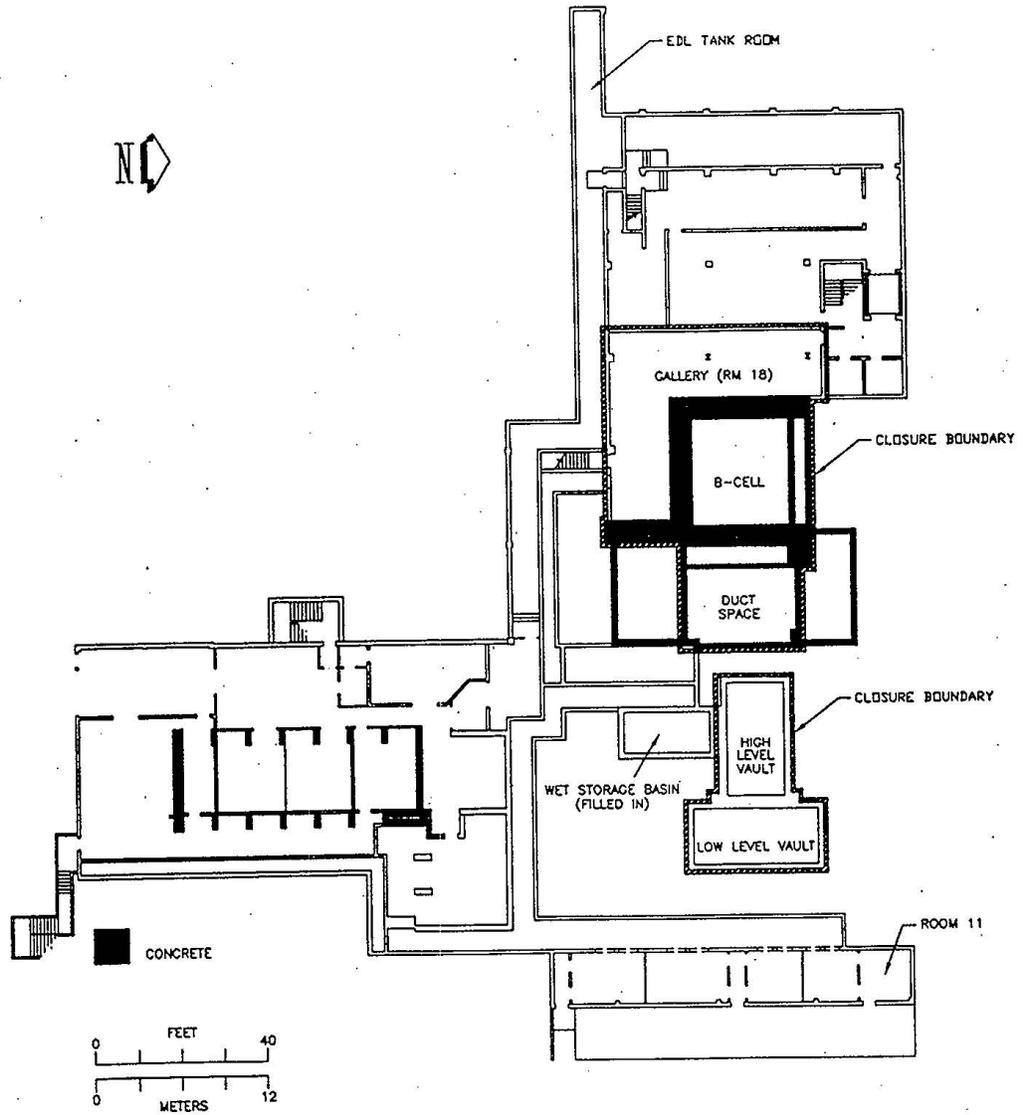 EDL TANK ROOM
N
GALLERY (RM 18)
CLOSURE BOUNDARY
B-CELL
DUCT
SPACE
CLOSURE BOUNDARY
HIGH
LEVEL
VAULT
WET STORAGE BASIN
(FILLED IN)
LOW LEVEL VAULT
ROOM 11
CONCRETE
FEET
0 40
0 12
METERS